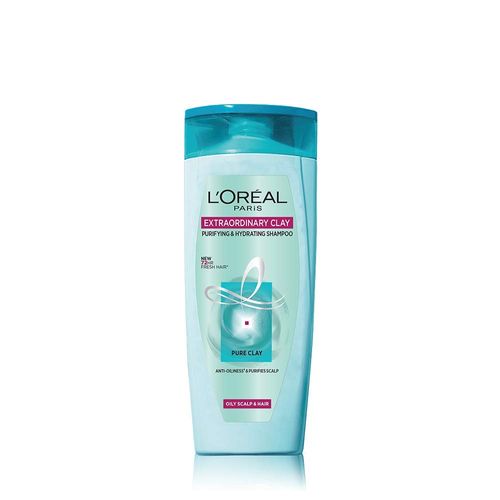 L'ORÉAL
PARIS
EXTRAORDINARY CLAY
PURIFYING & HYDRATING SHAMPOO
NEW
72HR
FRESH HAIR*
PURE CLAY
ANTI-OILINESS* & PURIFIES SCALP
OILY SCALP & HAIR